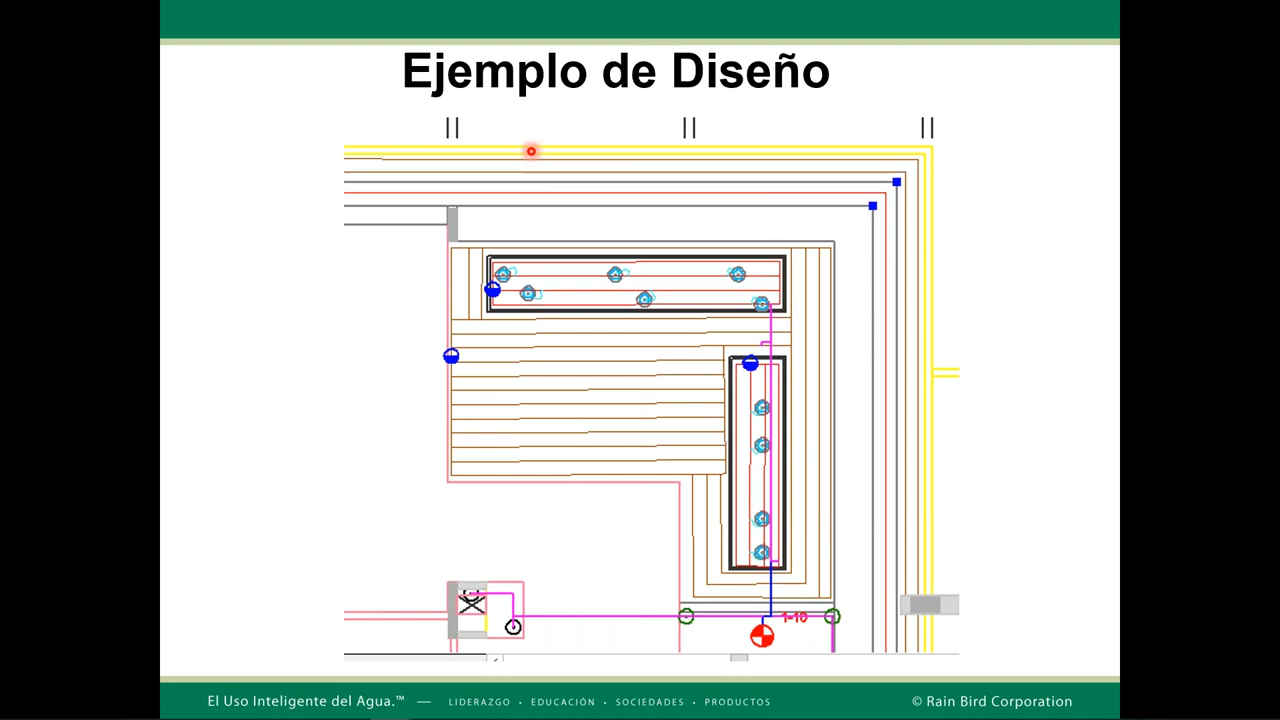 Ejemplo de Diseño
1-10
El Uso Inteligente del Agua.™ — LIDERAZGO • EDUCACIÓN • SOCIEDADES • PRODUCTOS © Rain Bird Corporation